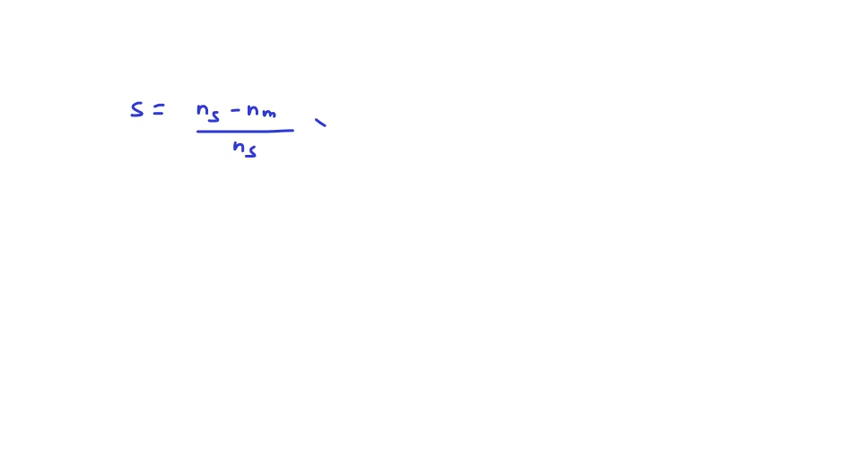 s = n_s - n_m / n_s